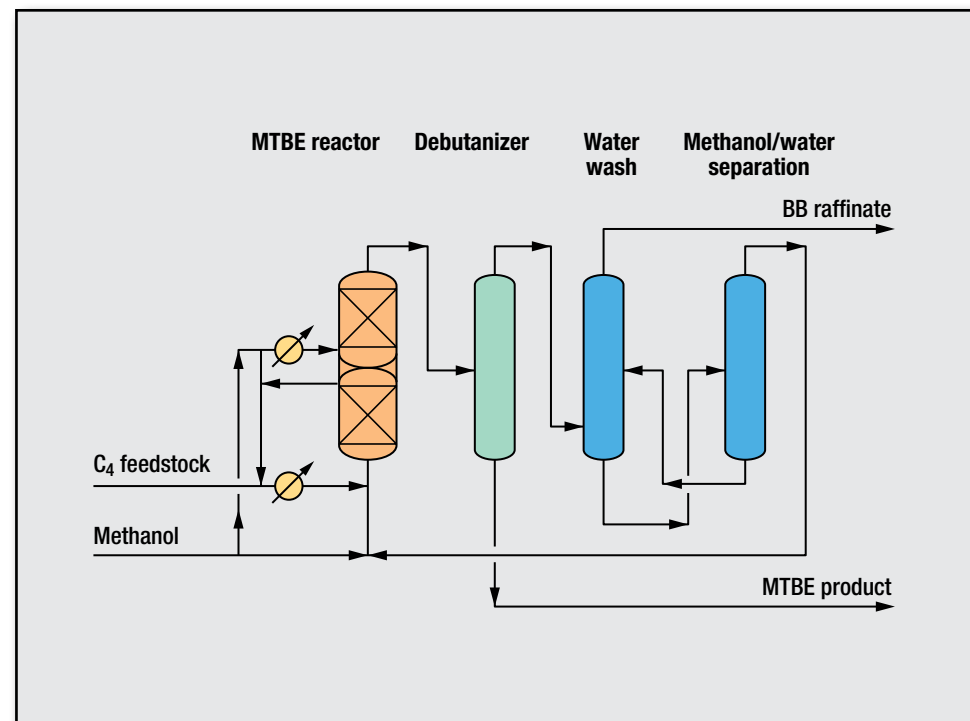 MTBE reactor
Debutanizer
Water
wash
Methanol/water
separation
BB raffinate
C₄ feedstock
Methanol
MTBE product